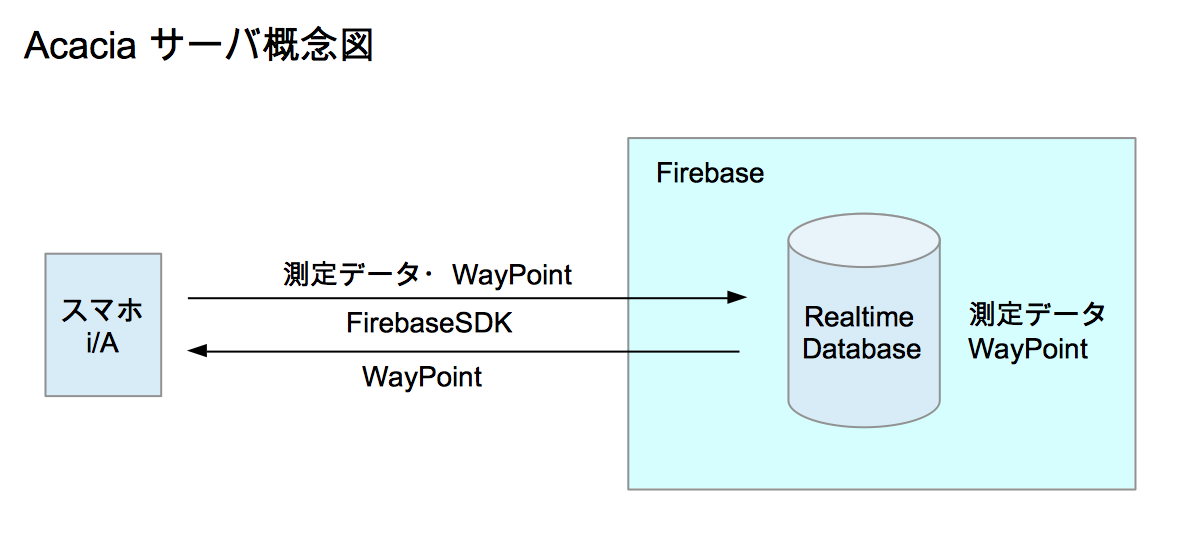 Acacia サーバ概念図
Firebase
測定データ・ WayPoint
スマホ
i/A
FirebaseSDK
WayPoint
Realtime
Database
測定データ
WayPoint